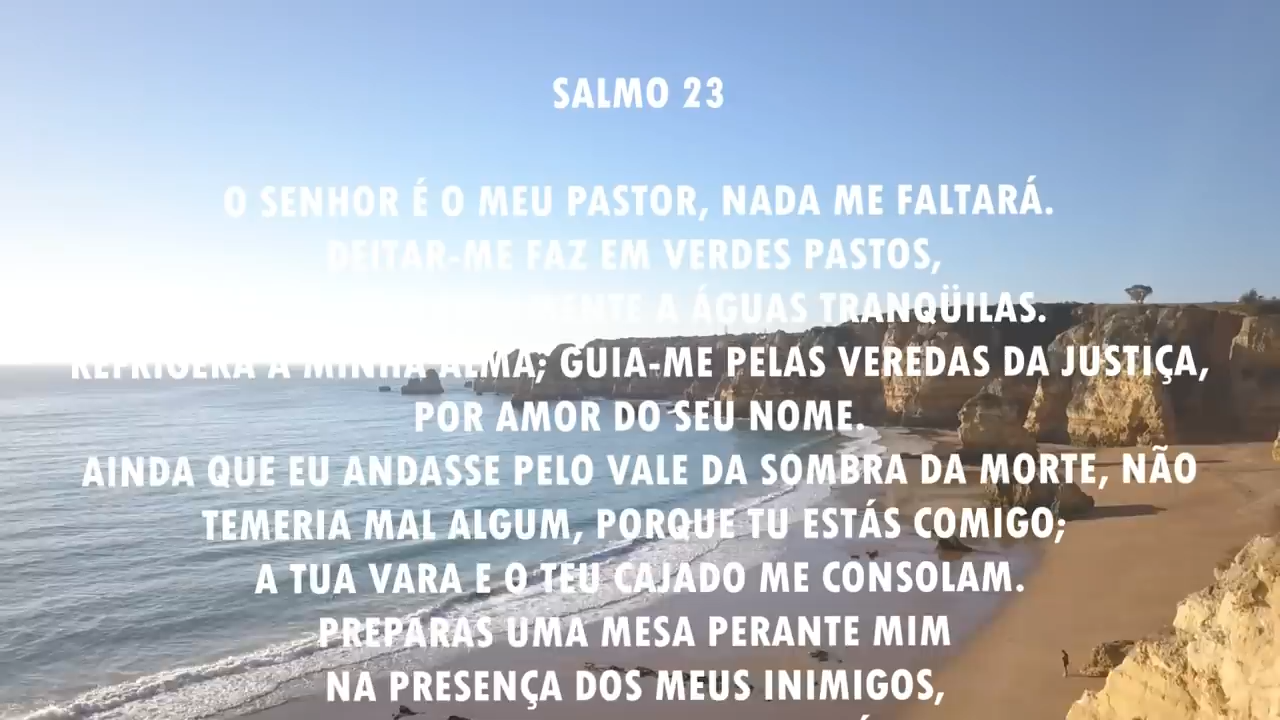 SALMO 23
O SENHOR É O MEU PASTOR, NADA ME FALTARÁ.
DEITAR-ME FAZ EM VERDES PASTOS,
A ÁGUAS TRANQÜILAS.
REFRIGERA A MINHA ALMA; GUIA-ME PELAS VEREDAS DA JUSTIÇA,
POR AMOR DO SEU NOME.
AINDA QUE EU ANDASSE PELO VALE DA SOMBRA DA MORTE, NÃO
TEMERIA MAL ALGUM, PORQUE TU ESTÁS COMIGO;
A TUA VARA E O TEU CAJADO ME CONSOLAM.
PREPARAS UMA MESA PERANTE MIM
NA PRESENÇA DOS MEUS INIMIGOS,